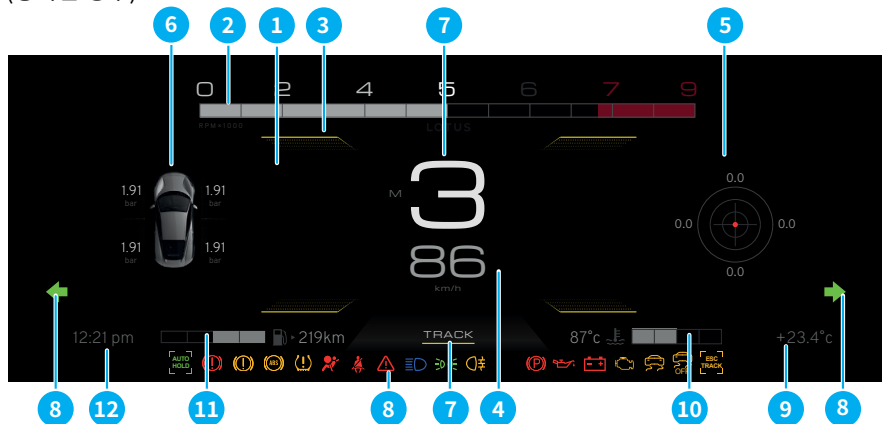 6 2 1 3 7 5
0 2 4 5 6 7 9
RPM×1000 LOTUS
1.91 bar 1.91 bar
M 3
0.0
0.0 0.0
1.91 bar 1.91 bar
86
km/h
0.0
12:21 pm 219km TRACK 87°c +23.4°c
AUTO HOLD ABS P OFF ESC TRACK
8 12 11 8 7 4 10 9 8